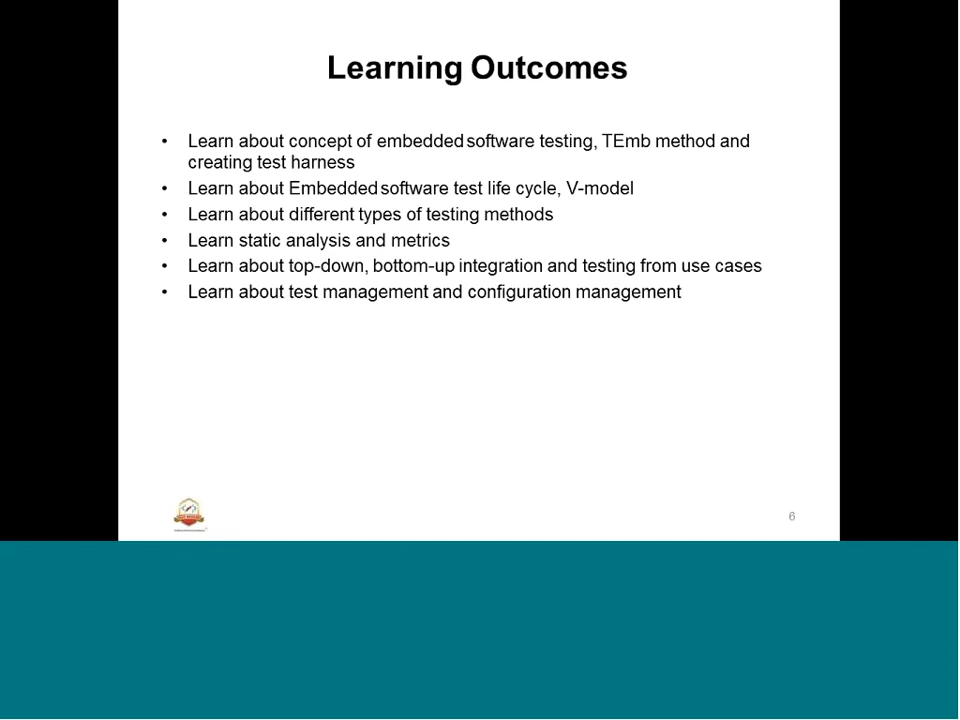 Learning Outcomes
• Learn about concept of embedded software testing, TEmb method and
creating test harness
• Learn about Embedded software test life cycle, V-model
• Learn about different types of testing methods
• Learn static analysis and metrics
• Learn about top-down, bottom-up integration and testing from use cases
• Learn about test management and configuration management
6